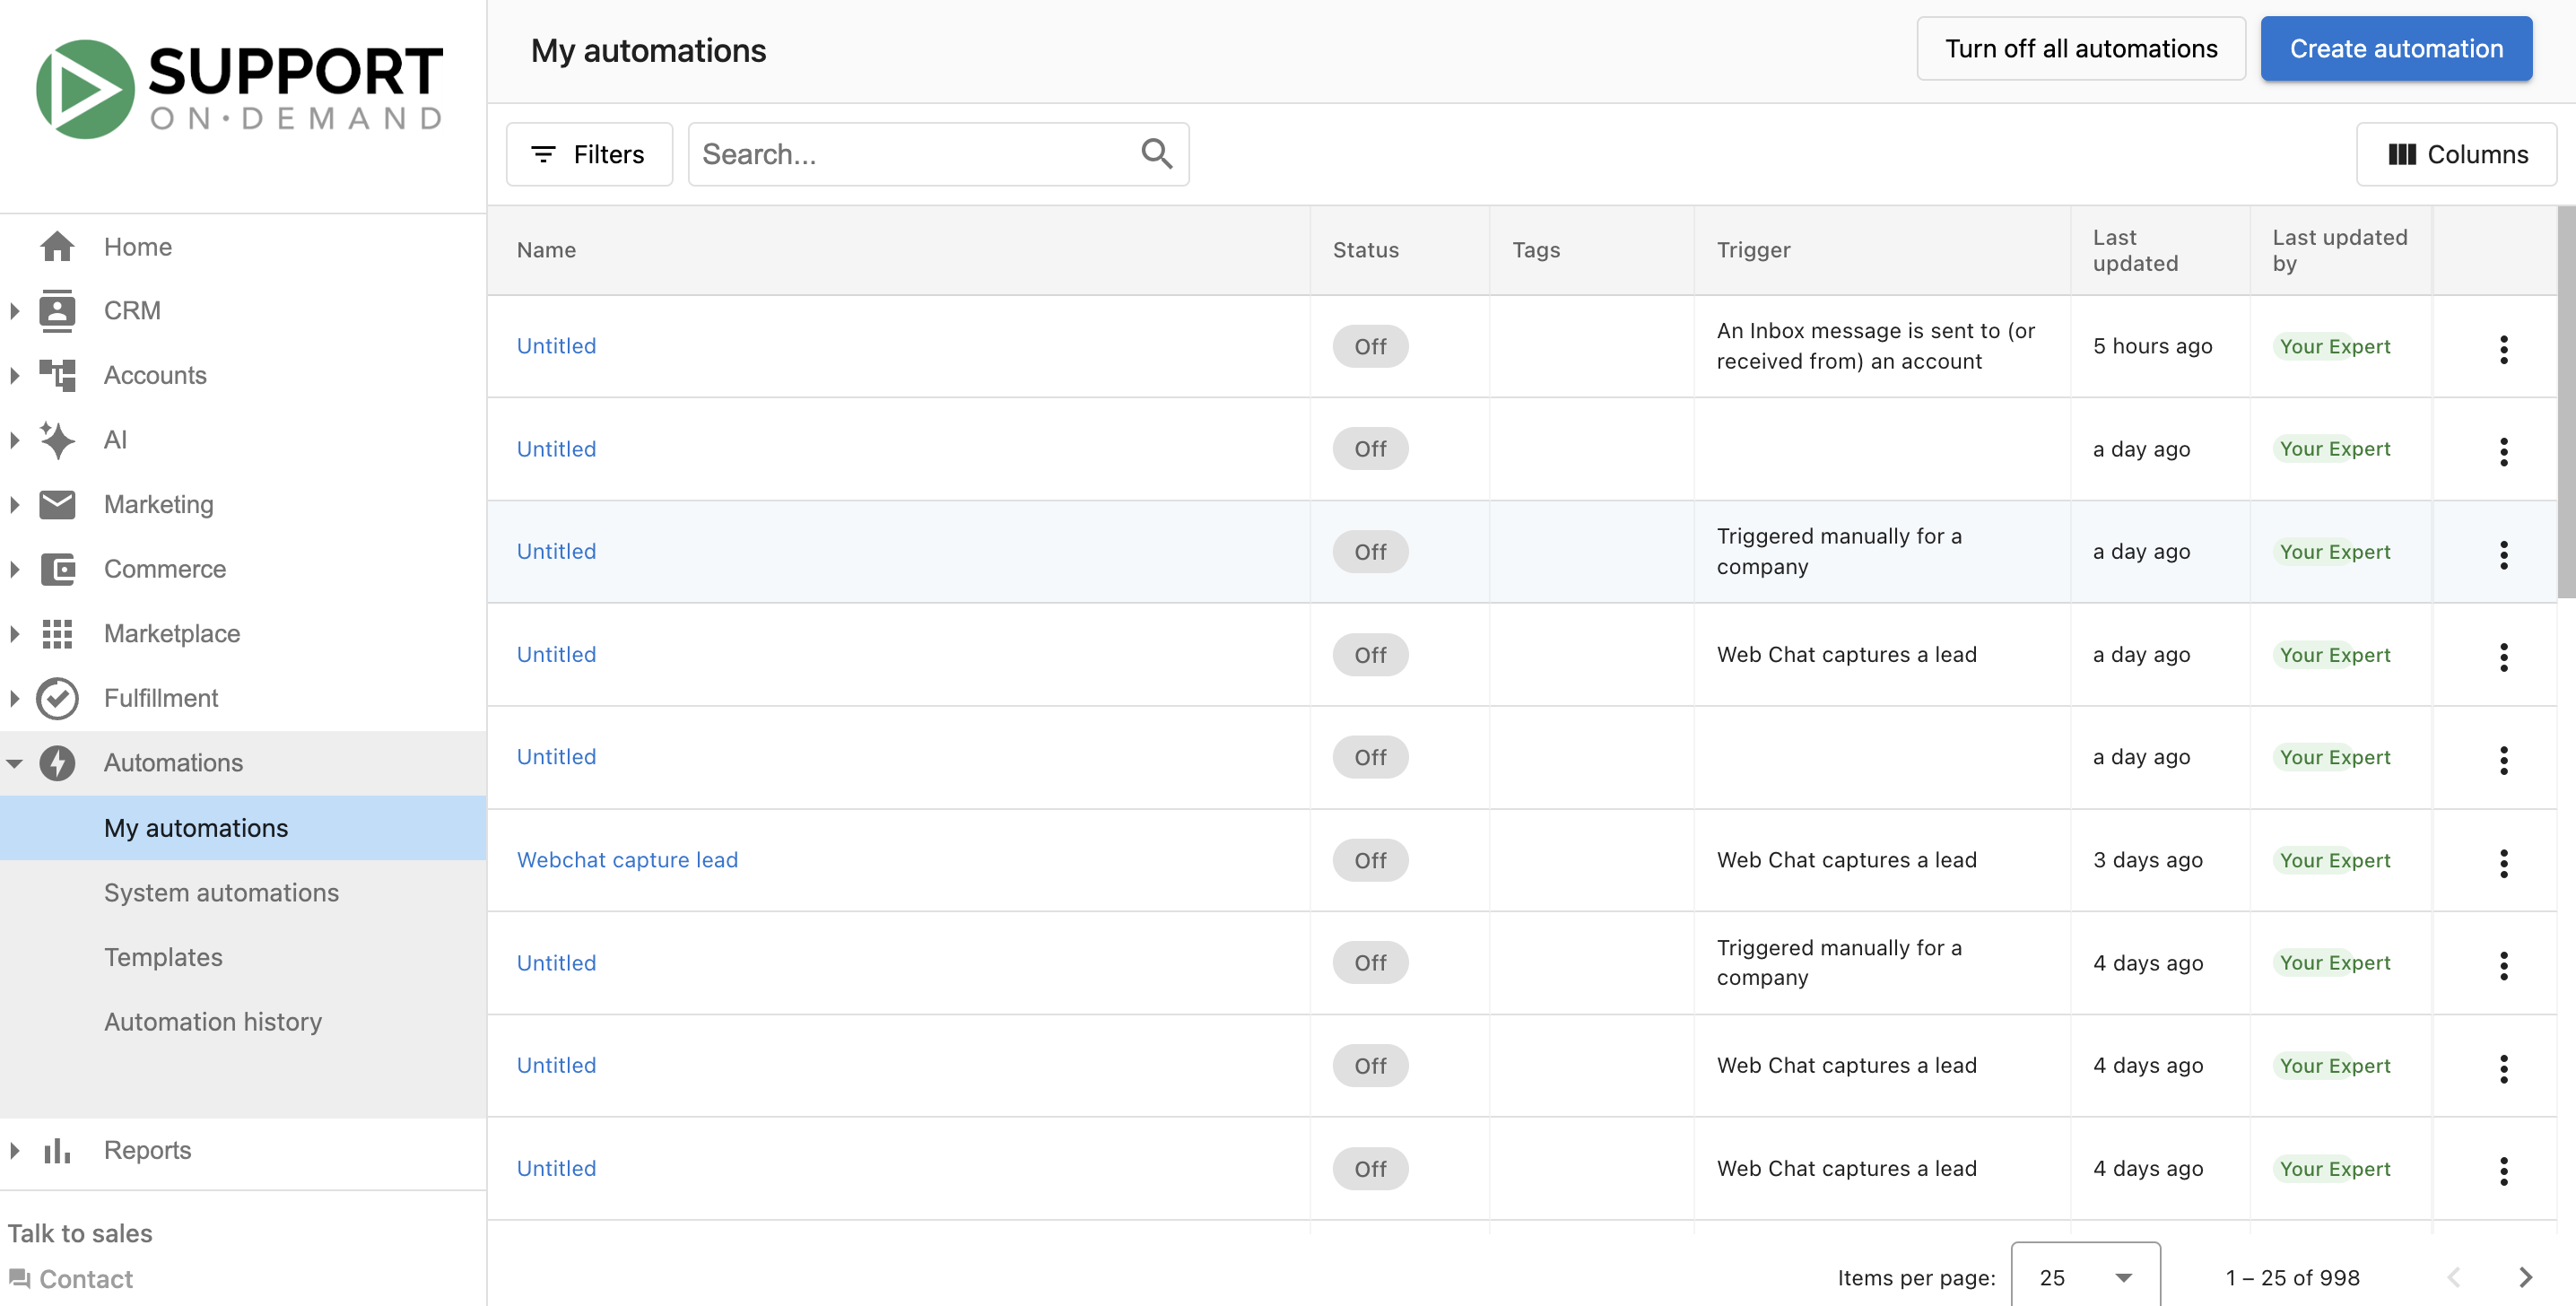 SUPPORT
ON·DEMAND
Home
CRM
Accounts
AI
Marketing
Commerce
Marketplace
Fulfillment
Automations
My automations
System automations
Templates
Automation history
Reports
Talk to sales
Contact
My automations
Turn off all automations
Create automation
Filters
Search...
Columns
Name
Status
Tags
Trigger
Last
updated
Last updated
by
Untitled
Off
An Inbox message is sent to (or
received from) an account
5 hours ago
Your Expert
Untitled
Off
a day ago
Your Expert
Untitled
Off
Triggered manually for a
company
a day ago
Your Expert
Untitled
Off
Web Chat captures a lead
a day ago
Your Expert
Untitled
Off
a day ago
Your Expert
Webchat capture lead
Off
Web Chat captures a lead
3 days ago
Your Expert
Untitled
Off
Triggered manually for a
company
4 days ago
Your Expert
Untitled
Off
Web Chat captures a lead
4 days ago
Your Expert
Untitled
Off
Web Chat captures a lead
4 days ago
Your Expert
Items per page:
25
1 – 25 of 998